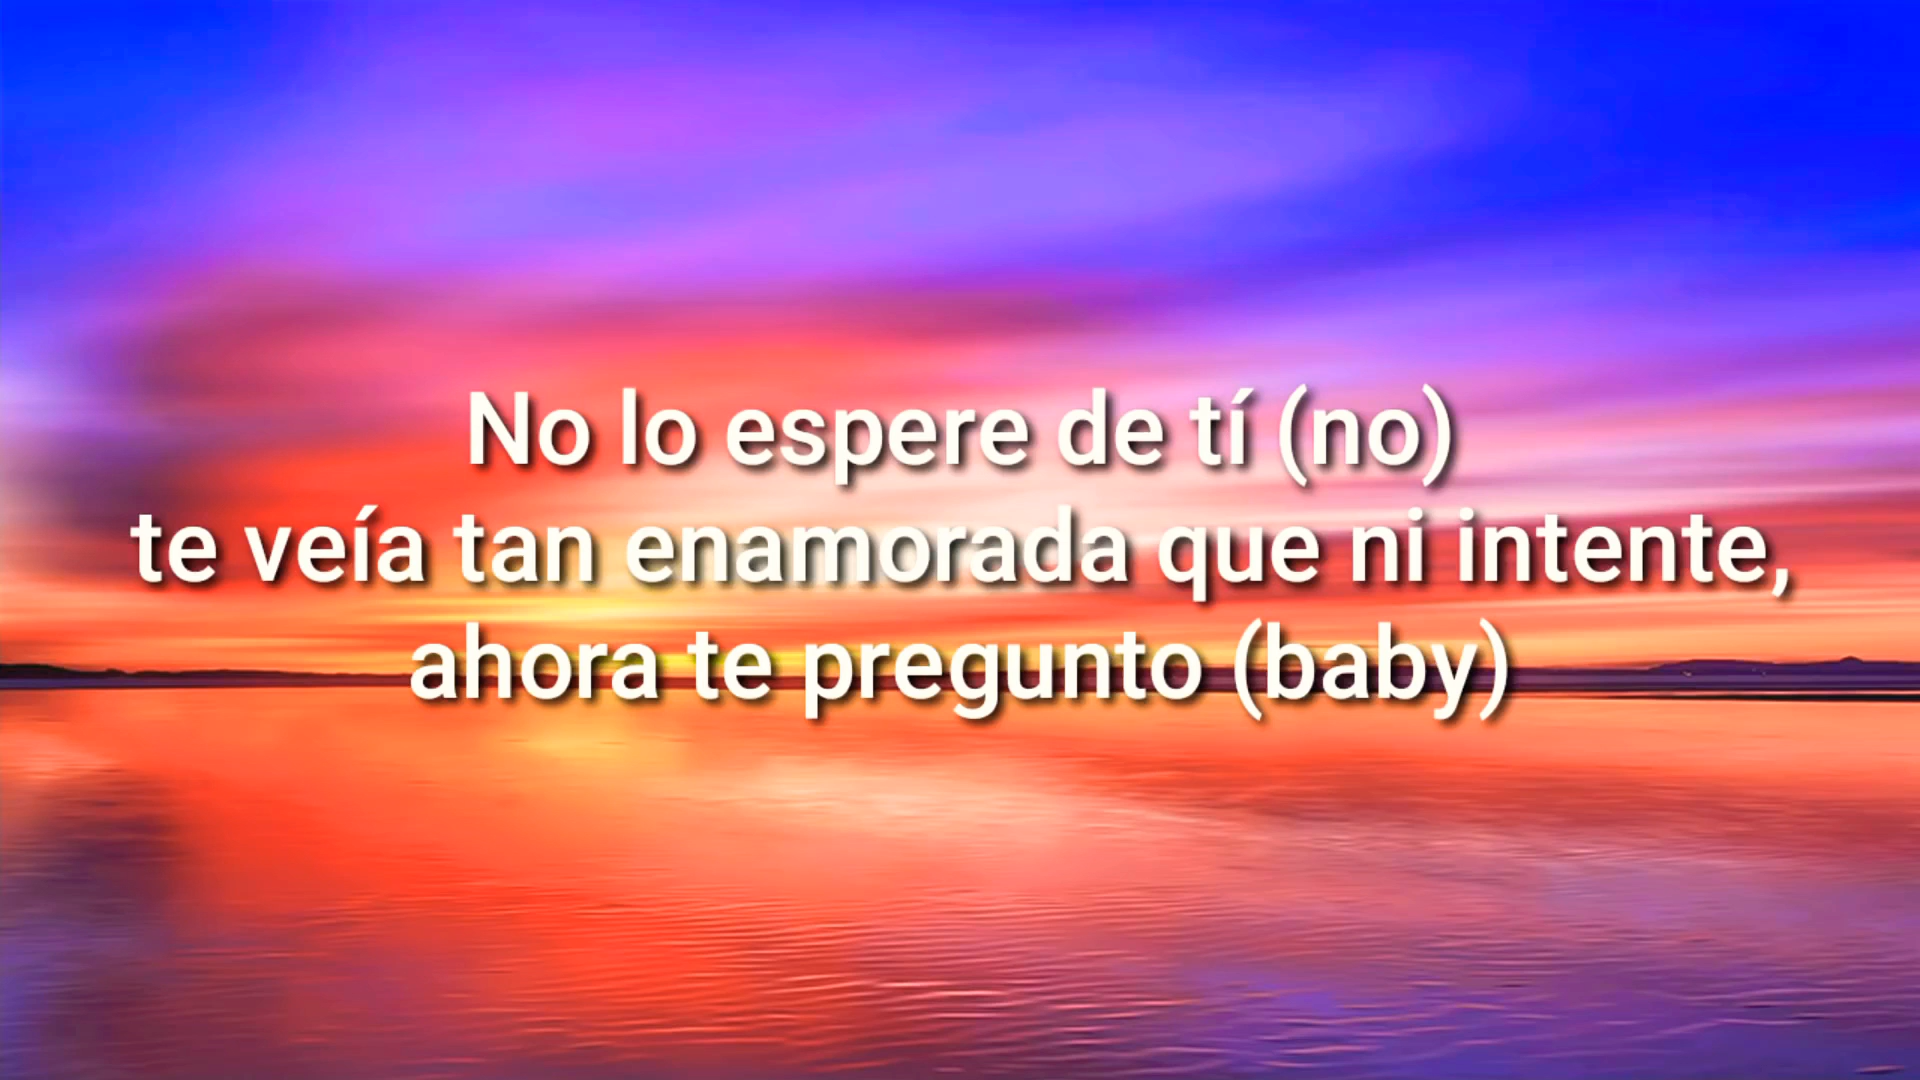 No lo espere de tí (no)
te veía tan enamorada que ni intente,
ahora te pregunto (baby)